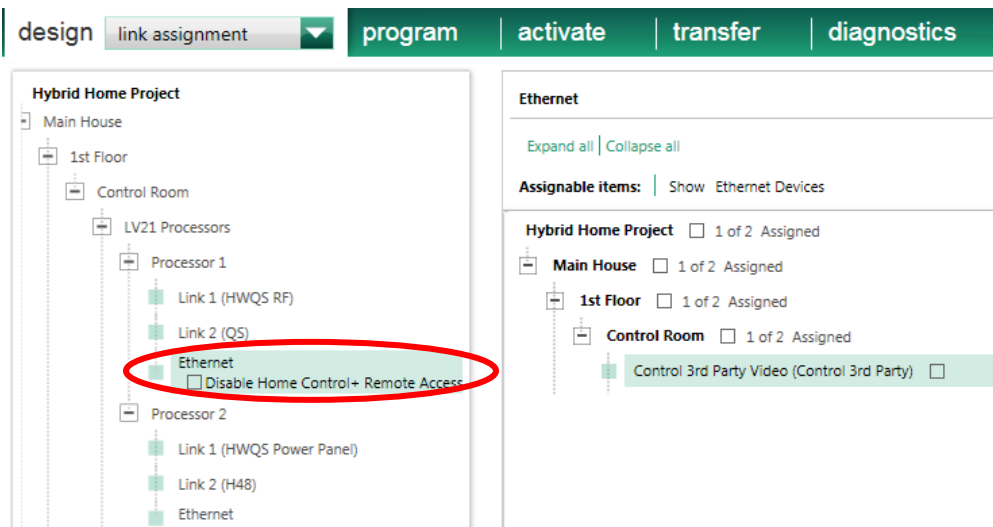 design link assignment program activate transfer diagnostics
Hybrid Home Project
Main House
1st Floor
Control Room
LV21 Processors
Processor 1
Link 1 (HWQS RF)
Link 2 (QS)
Ethernet
Disable Home Control+ Remote Access
Processor 2
Link 1 (HWQS Power Panel)
Link 2 (H48)
Ethernet
Ethernet
Expand all Collapse all
Assignable items: Show Ethernet Devices
Hybrid Home Project 1 of 2 Assigned
Main House 1 of 2 Assigned
1st Floor 1 of 2 Assigned
Control Room 1 of 2 Assigned
Control 3rd Party Video (Control 3rd Party)